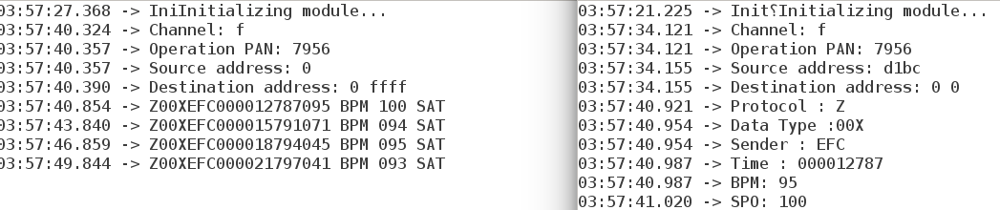 03:57:27.368 -> IniInitializing module...
03:57:40.324 -> Channel: f
03:57:40.357 -> Operation PAN: 7956
03:57:40.357 -> Source address: 0
03:57:40.390 -> Destination address: 0 ffff
03:57:40.854 -> Z00XEFC000012787095 BPM 100 SAT
03:57:43.840 -> Z00XEFC000015791071 BPM 094 SAT
03:57:46.859 -> Z00XEFC000018794045 BPM 095 SAT
03:57:49.844 -> Z00XEFC000021797041 BPM 093 SAT
03:57:21.225 -> Init⸮Initializing module...
03:57:34.121 -> Channel: f
03:57:34.121 -> Operation PAN: 7956
03:57:34.155 -> Source address: d1bc
03:57:34.155 -> Destination address: 0 0
03:57:40.921 -> Protocol : Z
03:57:40.954 -> Data Type :00X
03:57:40.954 -> Sender : EFC
03:57:40.987 -> Time : 000012787
03:57:40.987 -> BPM: 95
03:57:41.020 -> SPO: 100